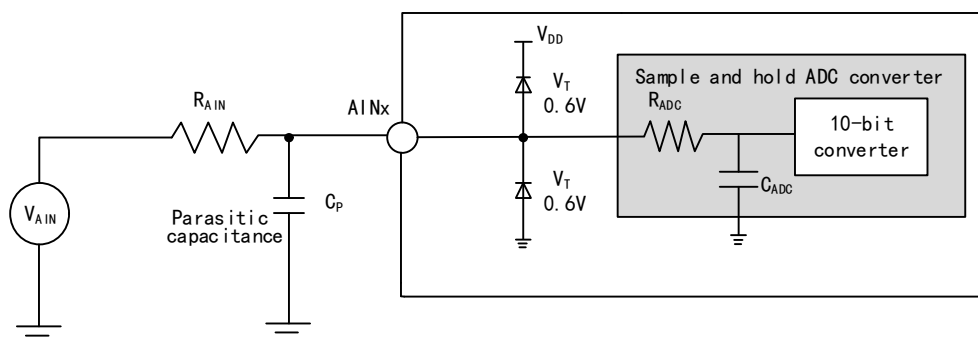 V_DD
Sample and hold ADC converter
V_T
0.6V
R_AIN
AINx
R_ADC
10-bit
converter
V_T
0.6V
C_ADC
C_P
V_AIN
Parasitic
capacitance